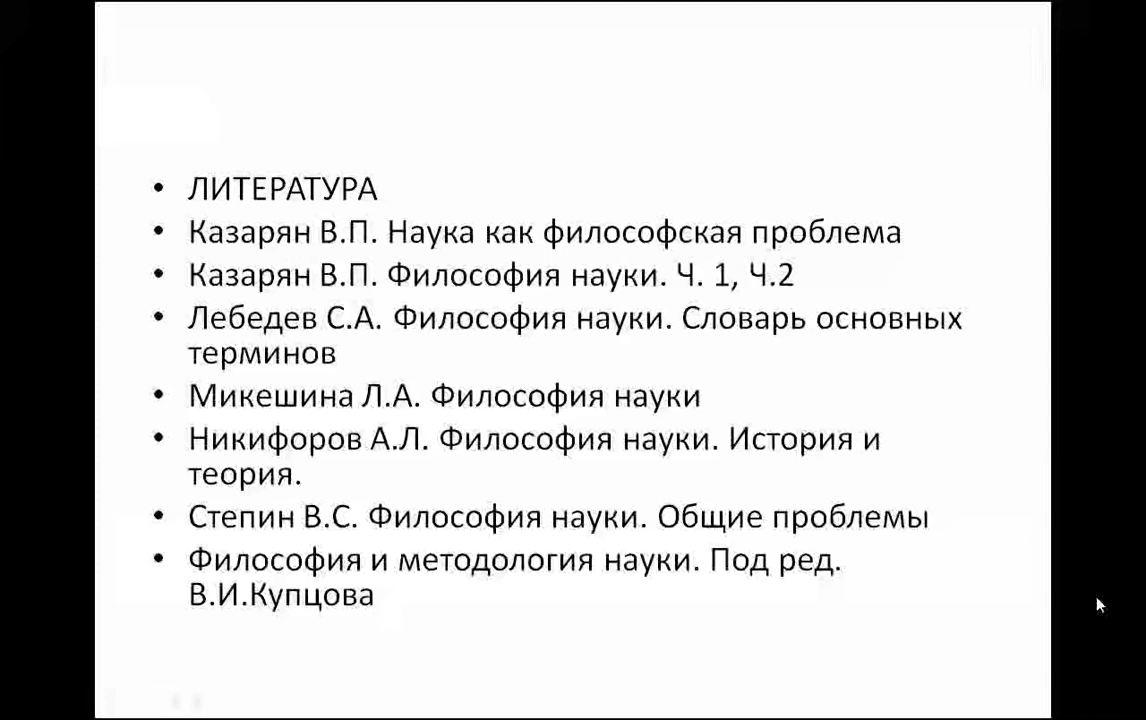 • ЛИТЕРАТУРА
• Казарян В.П. Наука как философская проблема
• Казарян В.П. Философия науки. Ч. 1, Ч.2
• Лебедев С.А. Философия науки. Словарь основных
терминов
• Микешина Л.А. Философия науки
• Никифоров А.Л. Философия науки. История и
теория.
• Степин В.С. Философия науки. Общие проблемы
• Философия и методология науки. Под ред.
В.И.Купцова